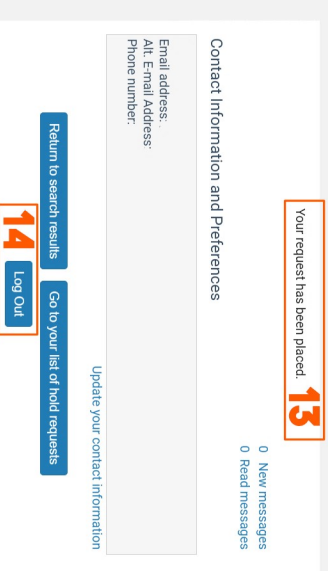 Your request has been placed. 13
0 New messages
0 Read messages
Contact Information and Preferences
Email address:
Alt. E-mail Address:
Phone number:
Update your contact information
Return to search results Go to your list of hold requests
14 Log Out